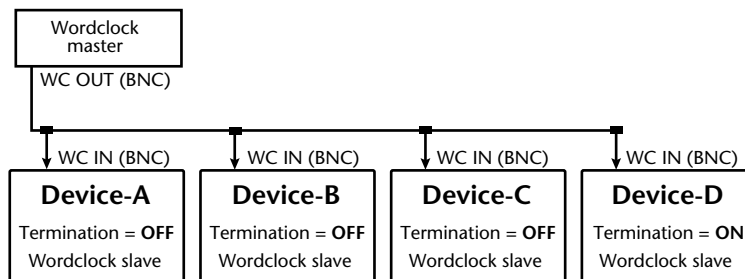 Wordclock
master
WC OUT (BNC)
WC IN (BNC) WC IN (BNC) WC IN (BNC) WC IN (BNC)
Device-A Device-B Device-C Device-D
Termination = OFF Termination = OFF Termination = OFF Termination = ON
Wordclock slave Wordclock slave Wordclock slave Wordclock slave